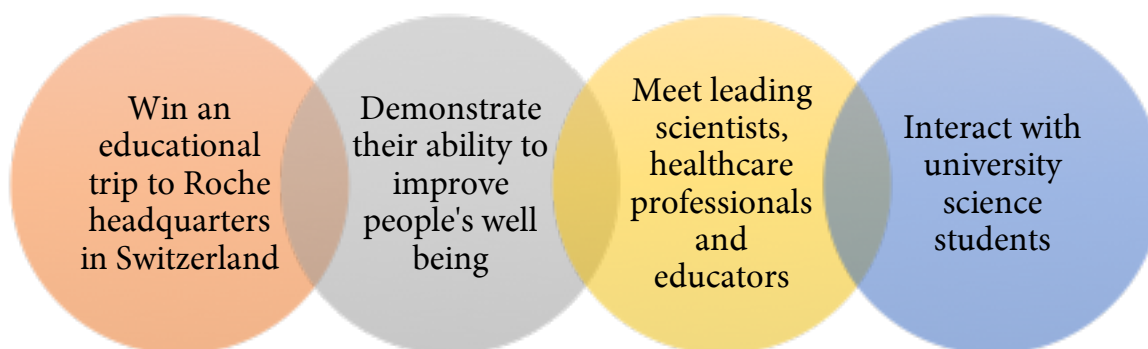 Win an
educational
trip to Roche
headquarters
in Switzerland
Demonstrate
their ability to
improve
people's well
being
Meet leading
scientists,
healthcare
professionals
and
educators
Interact with
university
science
students